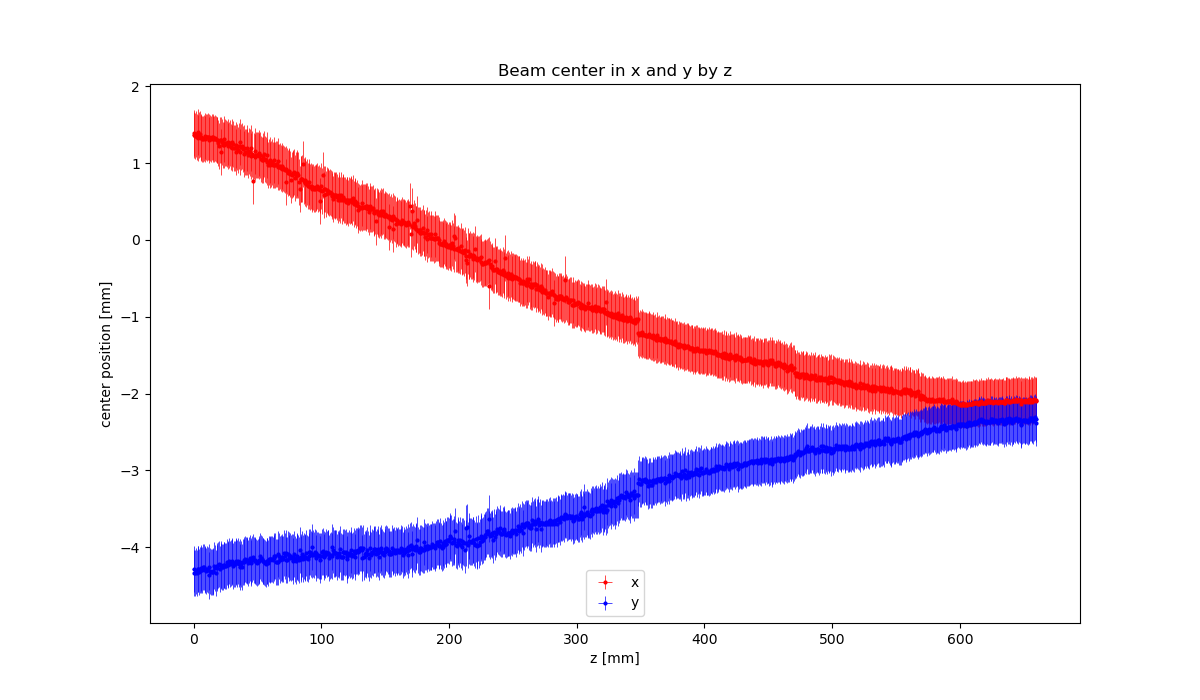 Beam center in x and y by z
center position [mm]
2
1
0
−1
−2
−3
−4
0 100 200 300 400 500 600
z [mm]
x
y